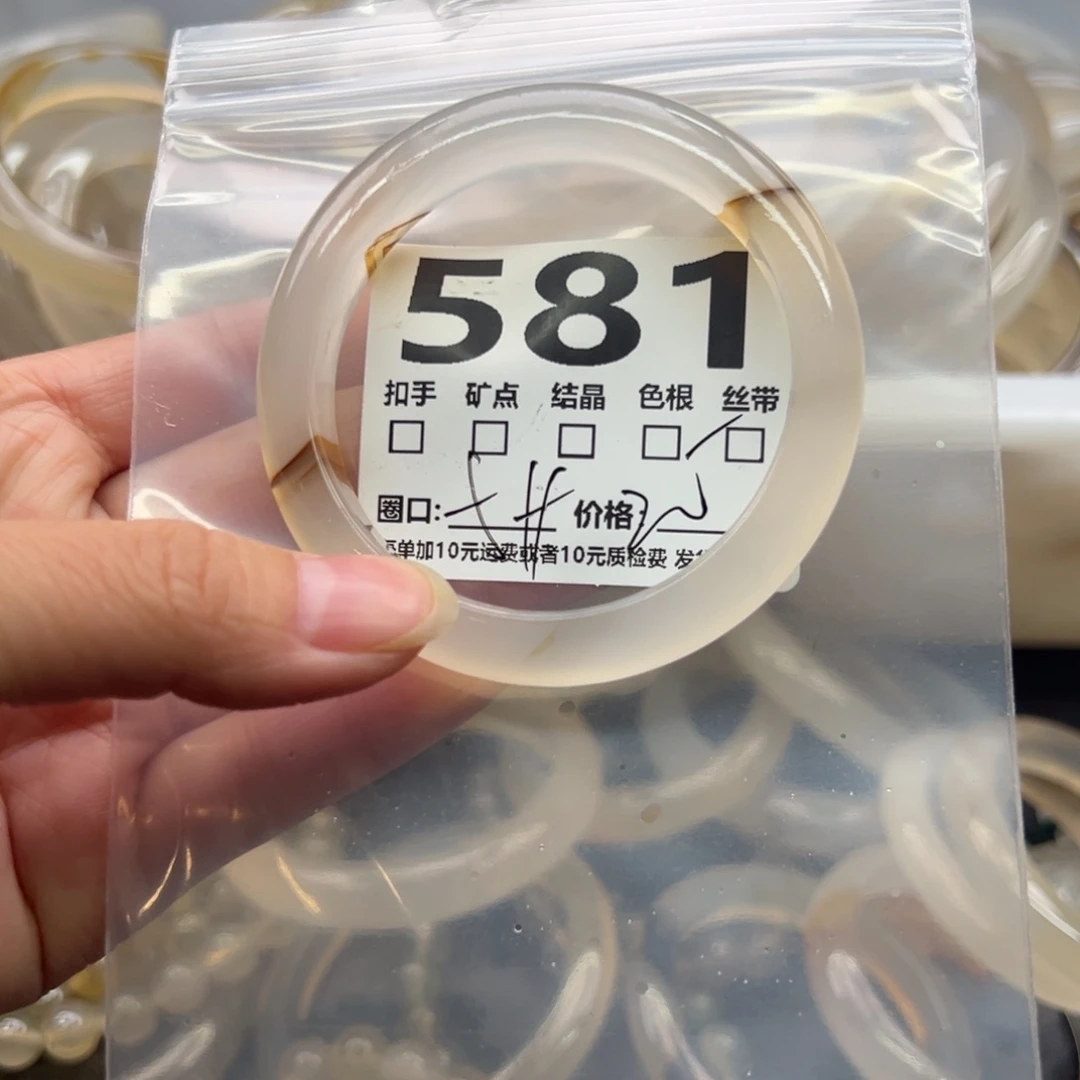 581
扣手 矿点 结晶 色根 丝带
圈口: 价格:
单加10元运费或者10元质检费 发